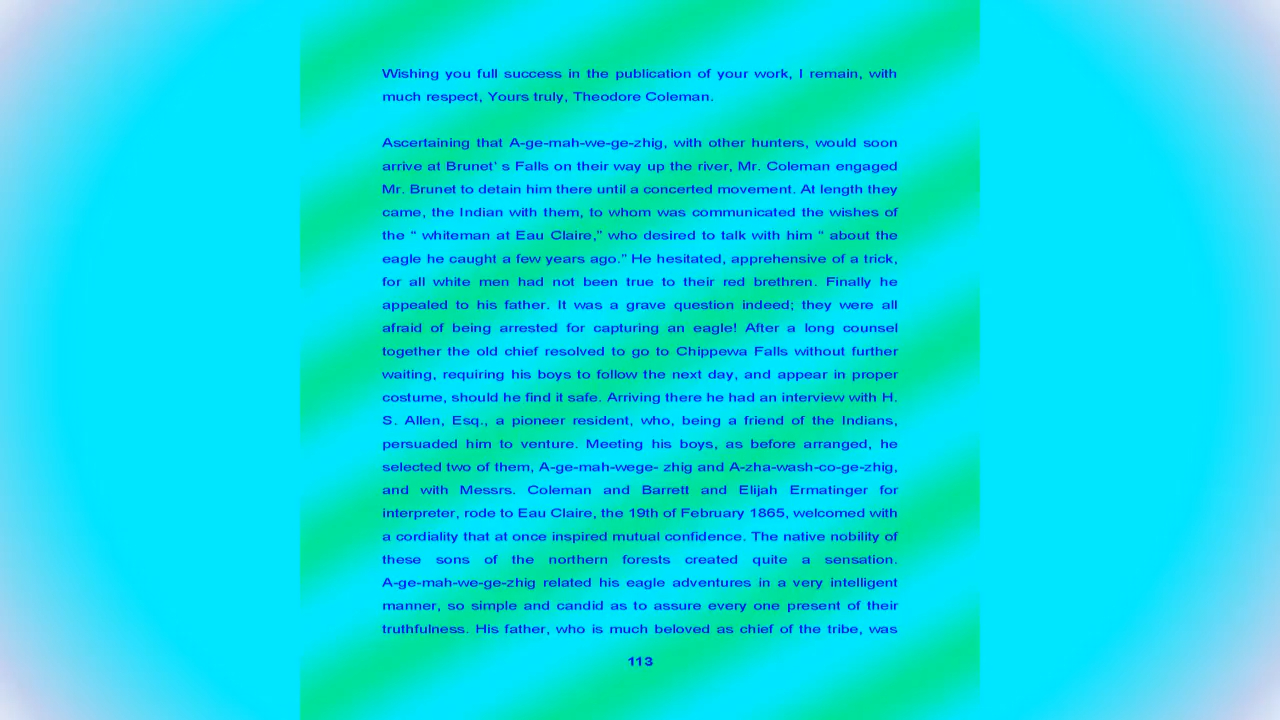 Wishing you full success in the publication of your work, I remain, with
much respect, Yours truly, Theodore Coleman.
Ascertaining that A-ge-mah-we-ge-zhig, with other hunters, would soon
arrive at Brunet' s Falls on their way up the river, Mr. Coleman engaged
Mr. Brunet to detain him there until a concerted movement. At length they
came, the Indian with them, to whom was communicated the wishes of
the “ whiteman at Eau Claire,” who desired to talk with him “ about the
eagle he caught a few years ago.” He hesitated, apprehensive of a trick,
for all white men had not been true to their red brethren. Finally he
appealed to his father. It was a grave question indeed; they were all
afraid of being arrested for capturing an eagle! After a long counsel
together the old chief resolved to go to Chippewa Falls without further
waiting, requiring his boys to follow the next day, and appear in proper
costume, should he find it safe. Arriving there he had an interview with H.
S. Allen, Esq., a pioneer resident, who, being a friend of the Indians,
persuaded him to venture. Meeting his boys, as before arranged, he
selected two of them, A-ge-mah-wege- zhig and A-zha-wash-co-ge-zhig,
and with Messrs. Coleman and Barrett and Elijah Ermatinger for
interpreter, rode to Eau Claire, the 19th of February 1865, welcomed with
a cordiality that at once inspired mutual confidence. The native nobility of
these sons of the northern forests created quite a sensation.
A-ge-mah-we-ge-zhig related his eagle adventures in a very intelligent
manner, so simple and candid as to assure every one present of their
truthfulness. His father, who is much beloved as chief of the tribe, was
113